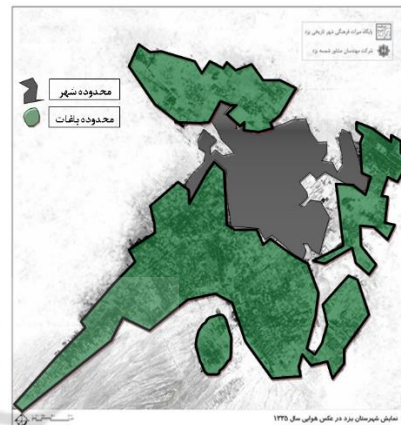 پایگاه میراث فرهنگی شهر تاریخی یزد
شرکت مهندسان مشاور شمسه یزد
محدوده شهر
محدوده باغات
نمایش شهرستان یزد در عکس هوایی سال ۱۳۳۵